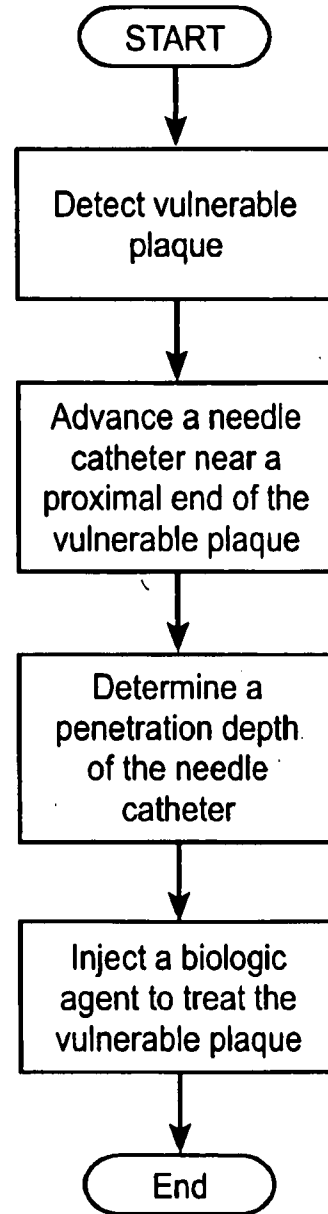 START
Detect vulnerable
plaque
Advance a needle
catheter near a
proximal end of the
vulnerable plaque
Determine a
penetration depth
of the needle
catheter
Inject a biologic
agent to treat the
vulnerable plaque
End